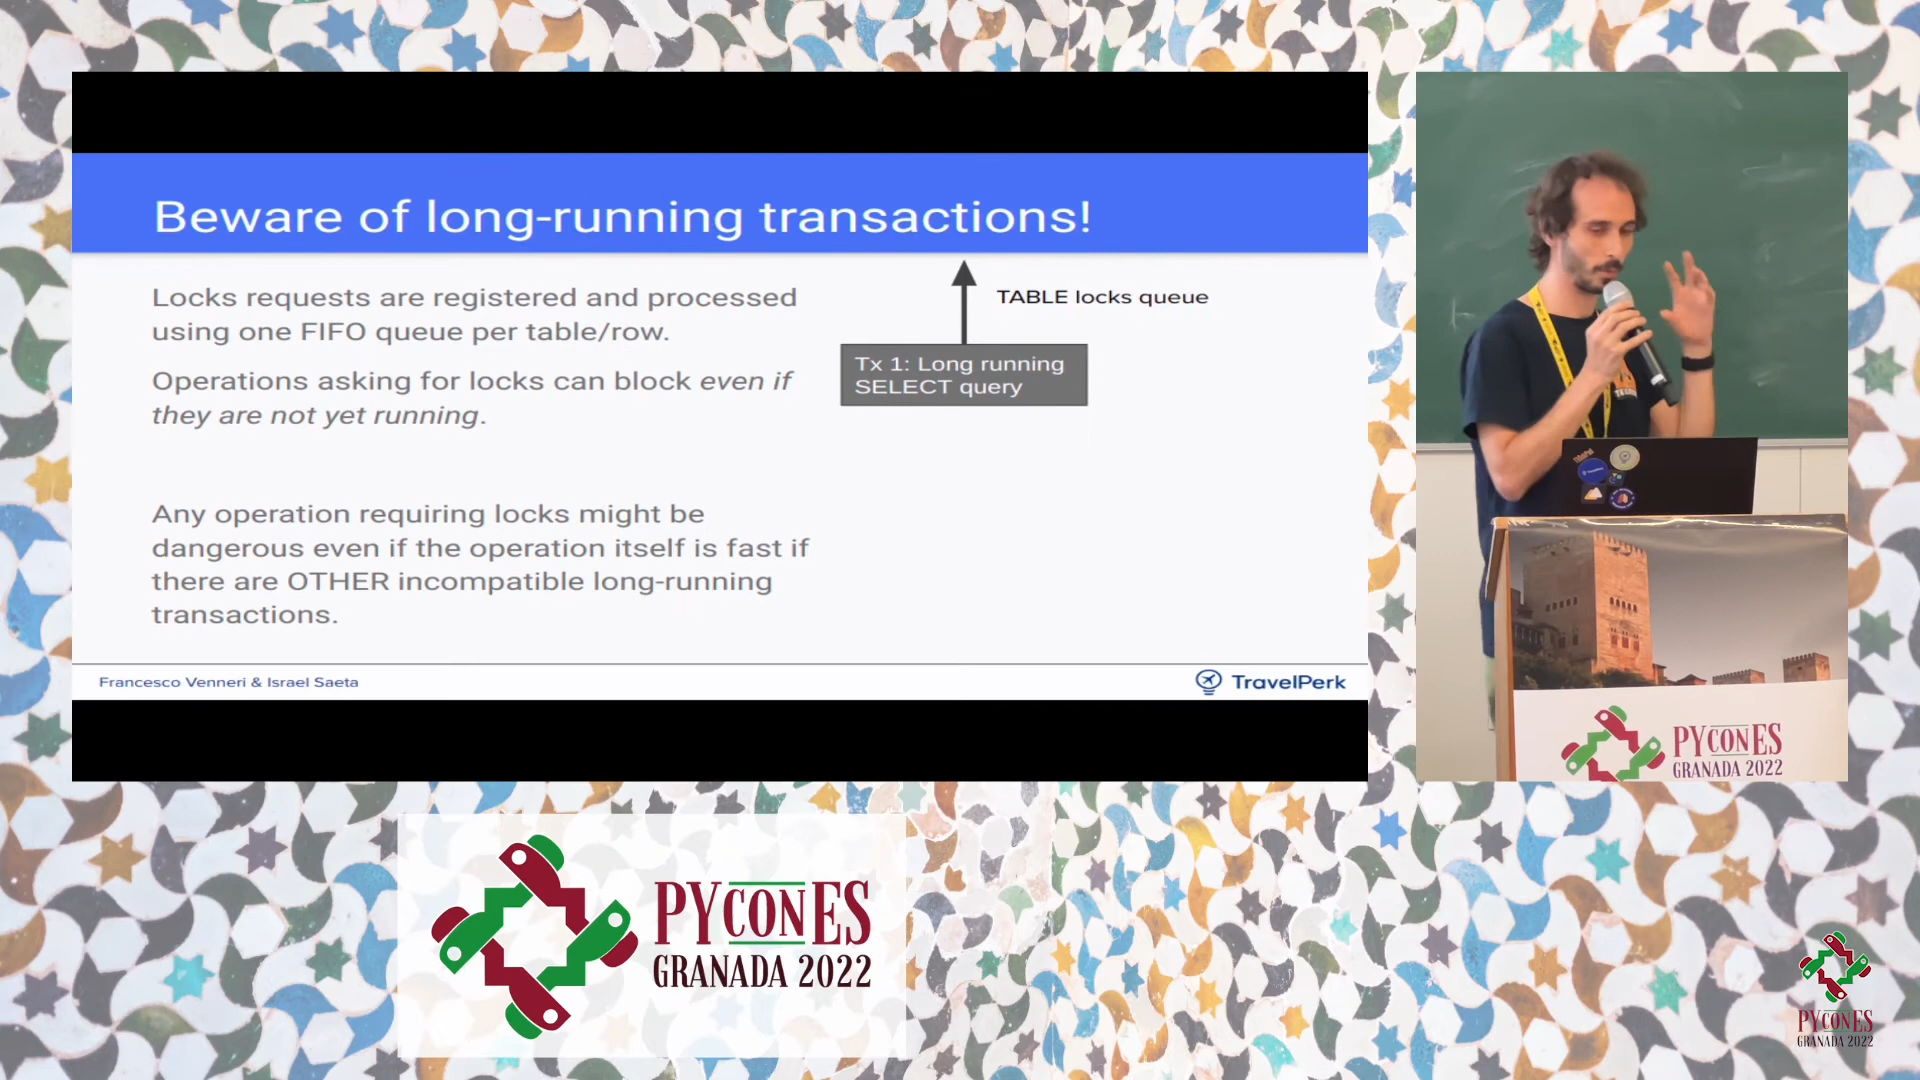 Beware of long-running transactions!
Locks requests are registered and processed
using one FIFO queue per table/row.
Operations asking for locks can block even if
they are not yet running.
Any operation requiring locks might be
dangerous even if the operation itself is fast if
there are OTHER incompatible long-running
transactions.
TABLE locks queue
Tx 1: Long running
SELECT query
Francesco Venneri & Israel Saeta
TravelPerk
PYCONES
GRANADA 2022
PYCONES
GRANADA 2022
PYCONES
GRANADA 2022